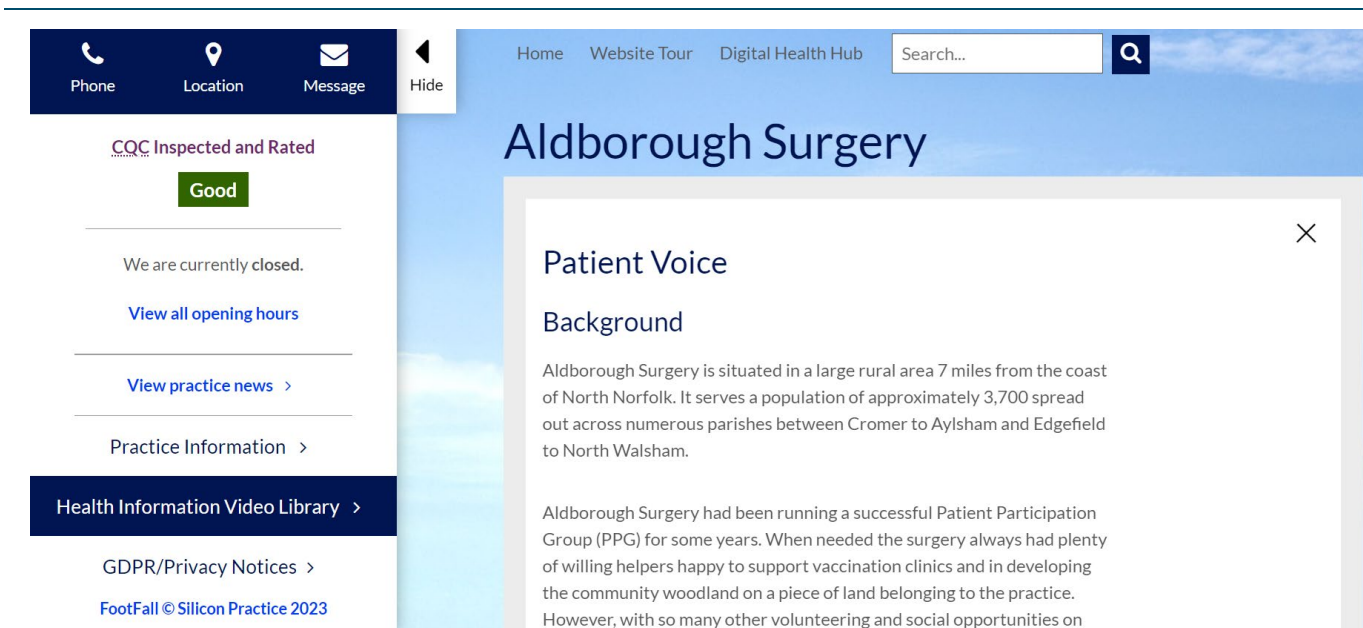 Phone
Location
Message
Hide
CQC Inspected and Rated
Good
We are currently closed.
View all opening hours
View practice news >
Practice Information >
Health Information Video Library >
GDPR/Privacy Notices >
FootFall © Silicon Practice 2023
Home
Website Tour
Digital Health Hub
Search...
Aldborough Surgery
Patient Voice
Background
Aldborough Surgery is situated in a large rural area 7 miles from the coast
of North Norfolk. It serves a population of approximately 3,700 spread
out across numerous parishes between Cromer to Aylsham and Edgefield
to North Walsham.
Aldborough Surgery had been running a successful Patient Participation
Group (PPG) for some years. When needed the surgery always had plenty
of willing helpers happy to support vaccination clinics and in developing
the community woodland on a piece of land belonging to the practice.
However, with so many other volunteering and social opportunities on